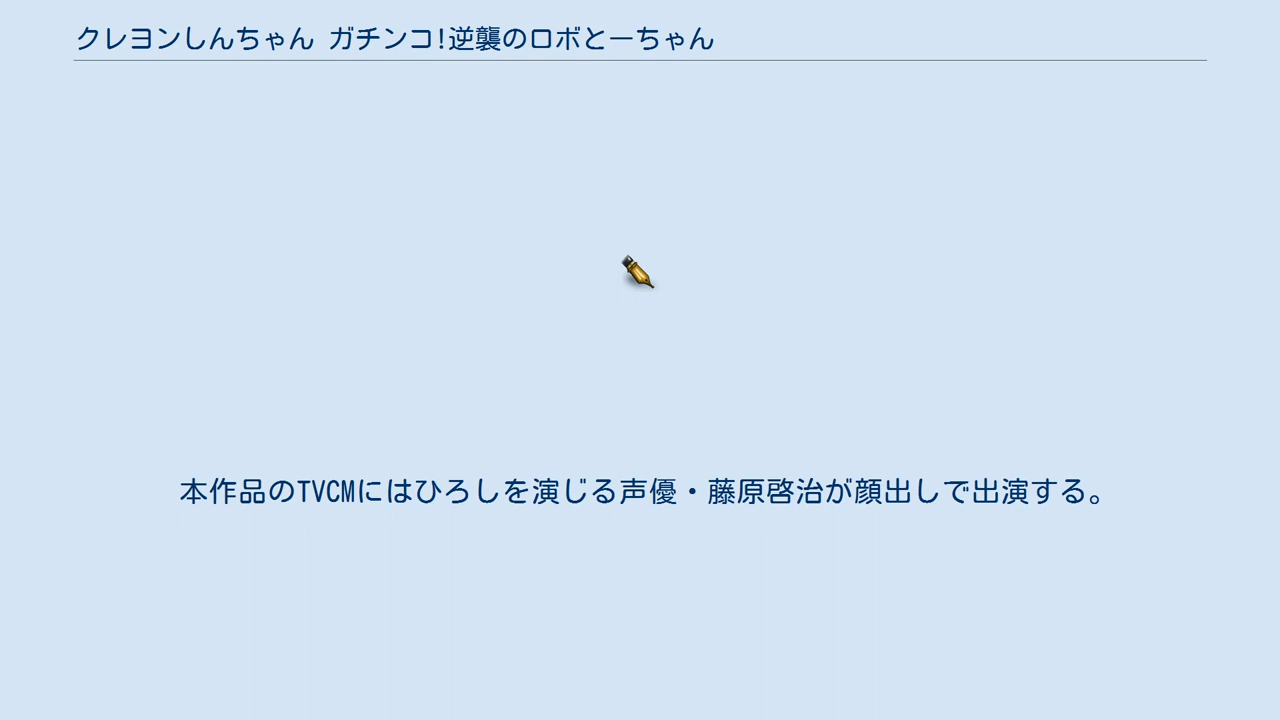 クレヨンしんちゃん ガチンコ!逆襲のロボとーちゃん
本作品のTVCMにはひろしを演じる声優・藤原啓治が顔出しで出演する。